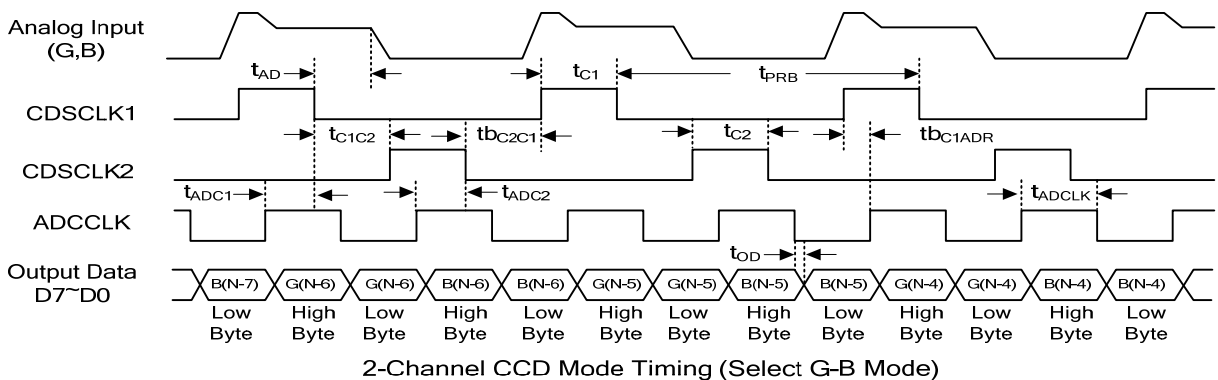 Analog Input
(G,B)
tAD
tC1
tPRB
CDSCLK1
tC1C2
tbC2C1
tC2
tbC1ADR
CDSCLK2
tADC1
tADC2
tADCLK
ADCCLK
tOD
Output Data
D7~D0
B(N-7) G(N-6) G(N-6) B(N-6) B(N-6) G(N-5) G(N-5) B(N-5) B(N-5) G(N-4) G(N-4) B(N-4) B(N-4)
Low High Low High Low High Low High Low High Low High Low
Byte Byte Byte Byte Byte Byte Byte Byte Byte Byte Byte Byte Byte
2-Channel CCD Mode Timing (Select G-B Mode)